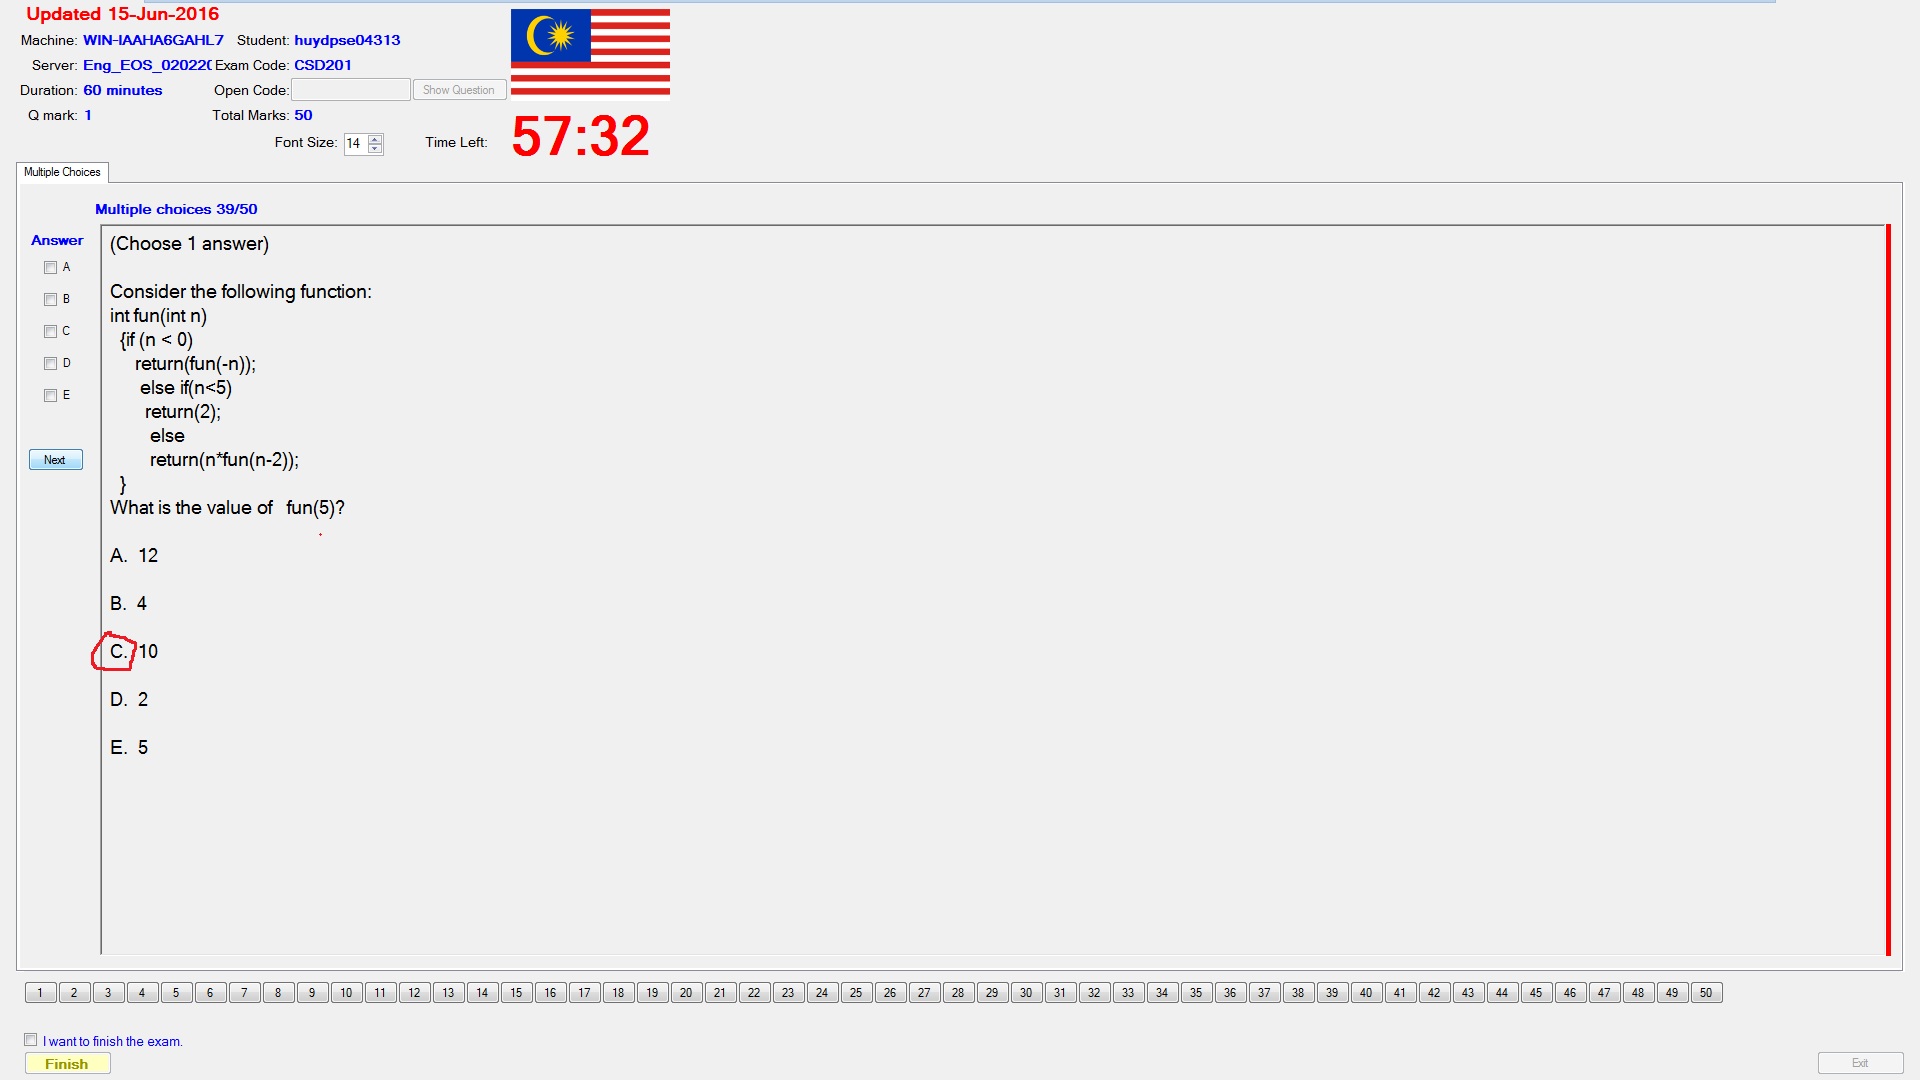 Updated 15-Jun-2016
Machine: WIN-IAAHA6GAHL7 Student: huydpse04313
Server: Eng_EOS_020220 Exam Code: CSD201
Duration: 60 minutes Open Code: Show Question
Q mark: 1 Total Marks: 50
Font Size: 14 Time Left: 57:32
Multiple Choices
Multiple choices 39/50
Answer
A
B
C
D
E
Next
(Choose 1 answer)
Consider the following function:
int fun(int n)
{if (n < 0)
return(fun(-n));
else if(n<5)
return(2);
else
return(n*fun(n-2));
}
What is the value of fun(5)?
A. 12
B. 4
C. 10
D. 2
E. 5
1 2 3 4 5 6 7 8 9 10 11 12 13 14 15 16 17 18 19 20 21 22 23 24 25 26 27 28 29 30 31 32 33 34 35 36 37 38 39 40 41 42 43 44 45 46 47 48 49 50
I want to finish the exam.
Finish
Exit